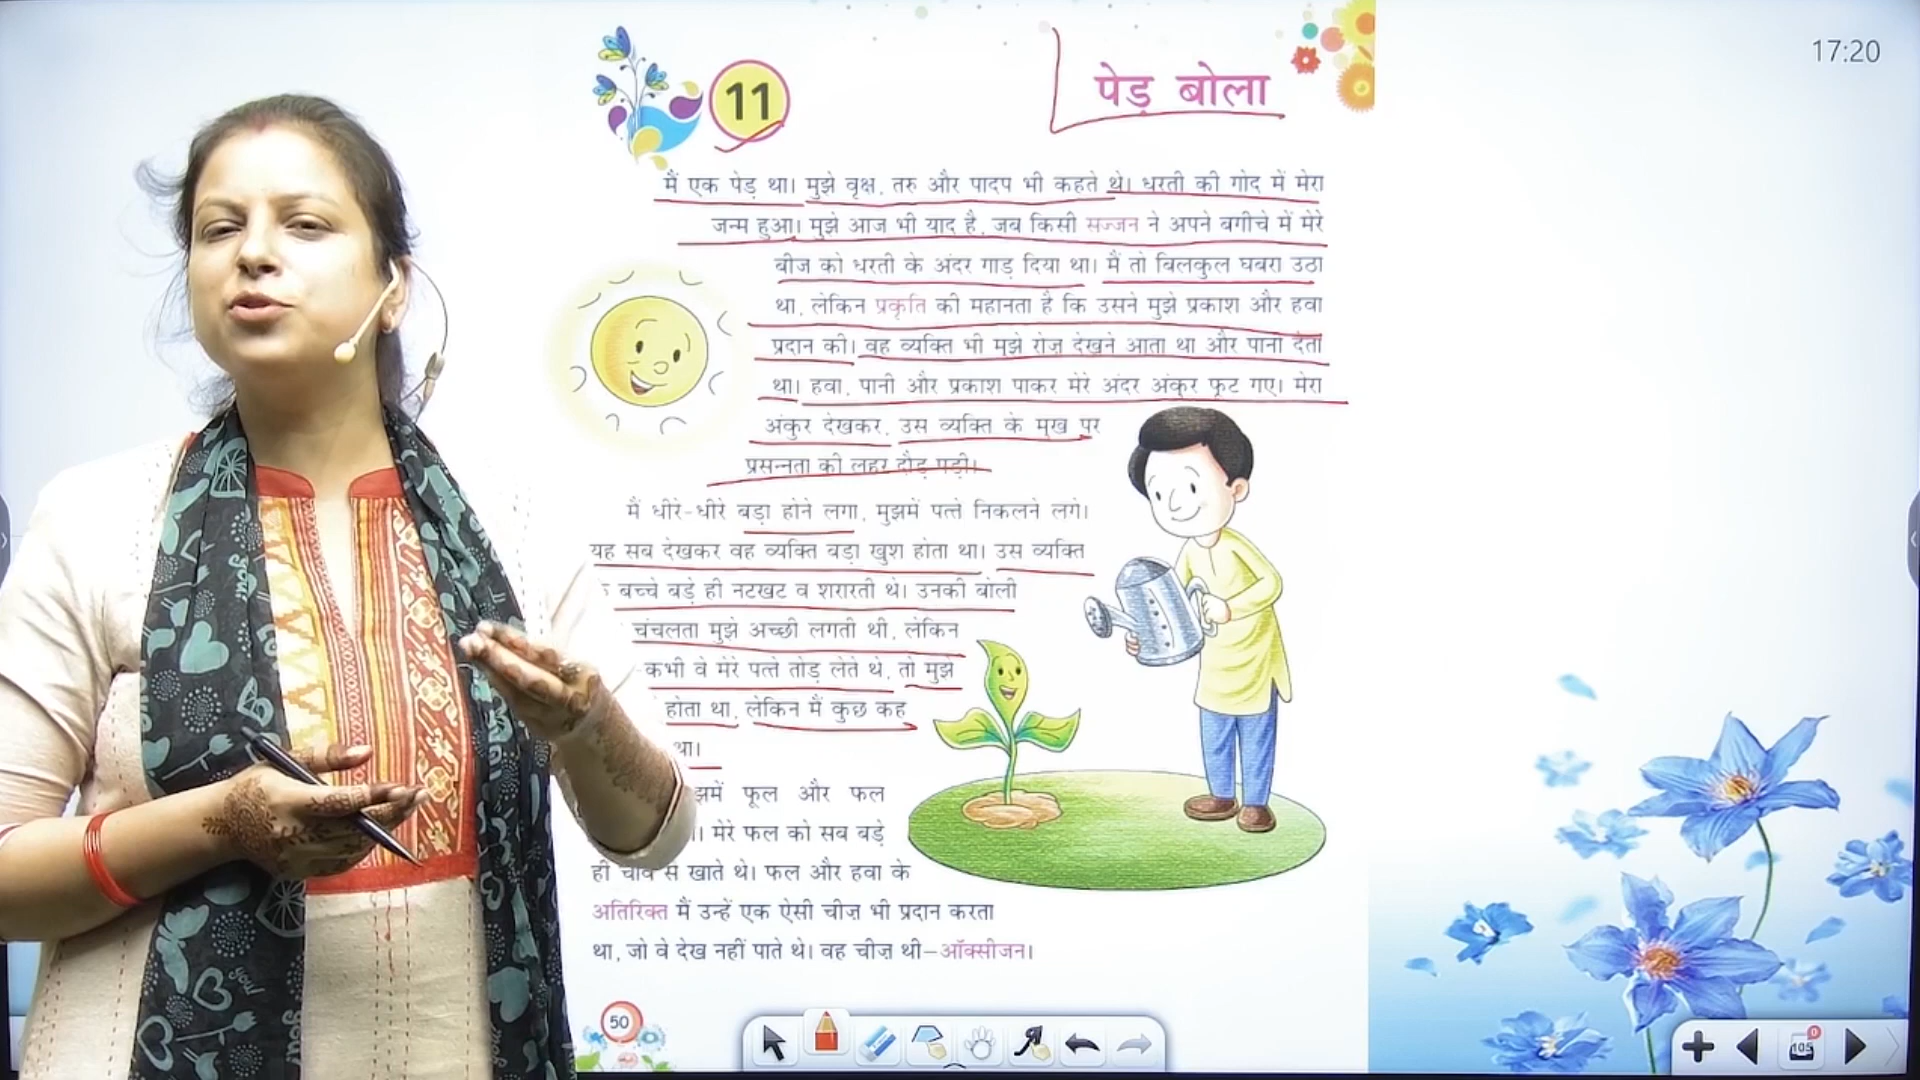 17:20
11
पेड़ बोला
मैं एक पेड़ था। मुझे वृक्ष, तरु और पादप भी कहते थे। धरती की गोद में मेरा
जन्म हुआ। मुझे आज भी याद है, जब किसी सज्जन ने अपने बगीचे में मेरे
बीज को धरती के अंदर गाड़ दिया था। मैं तो बिलकुल घबरा उठा
था, लेकिन प्रकृति की महानता है कि उसने मुझे प्रकाश और हवा
प्रदान की। वह व्यक्ति भी मुझे रोज़ देखने आता था और पानी देता
था। हवा, पानी और प्रकाश पाकर मेरे अंदर अंकुर फूट गए। मेरा
अंकुर देखकर, उस व्यक्ति के मुख पर
प्रसन्नता की लहर दौड़ पड़ी।
मैं धीरे-धीरे बड़ा होने लगा, मुझमें पत्ते निकलने लगे।
यह सब देखकर वह व्यक्ति बड़ा खुश होता था। उस व्यक्ति
बच्चे बड़े ही नटखट व शरारती थे। उनकी बोली
चंचलता मुझे अच्छी लगती थी, लेकिन
-कभी वे मेरे पत्ते तोड़ लेते थे, तो मुझे
होता था, लेकिन मैं कुछ कह
था।
फूल और फल
। मेरे फल को सब बड़े
ही चाव से खाते थे। फल और हवा के
अतिरिक्त मैं उन्हें एक ऐसी चीज़ भी प्रदान करता
था, जो वे देख नहीं पाते थे। वह चीज़ थी–ऑक्सीजन।
50
105
0